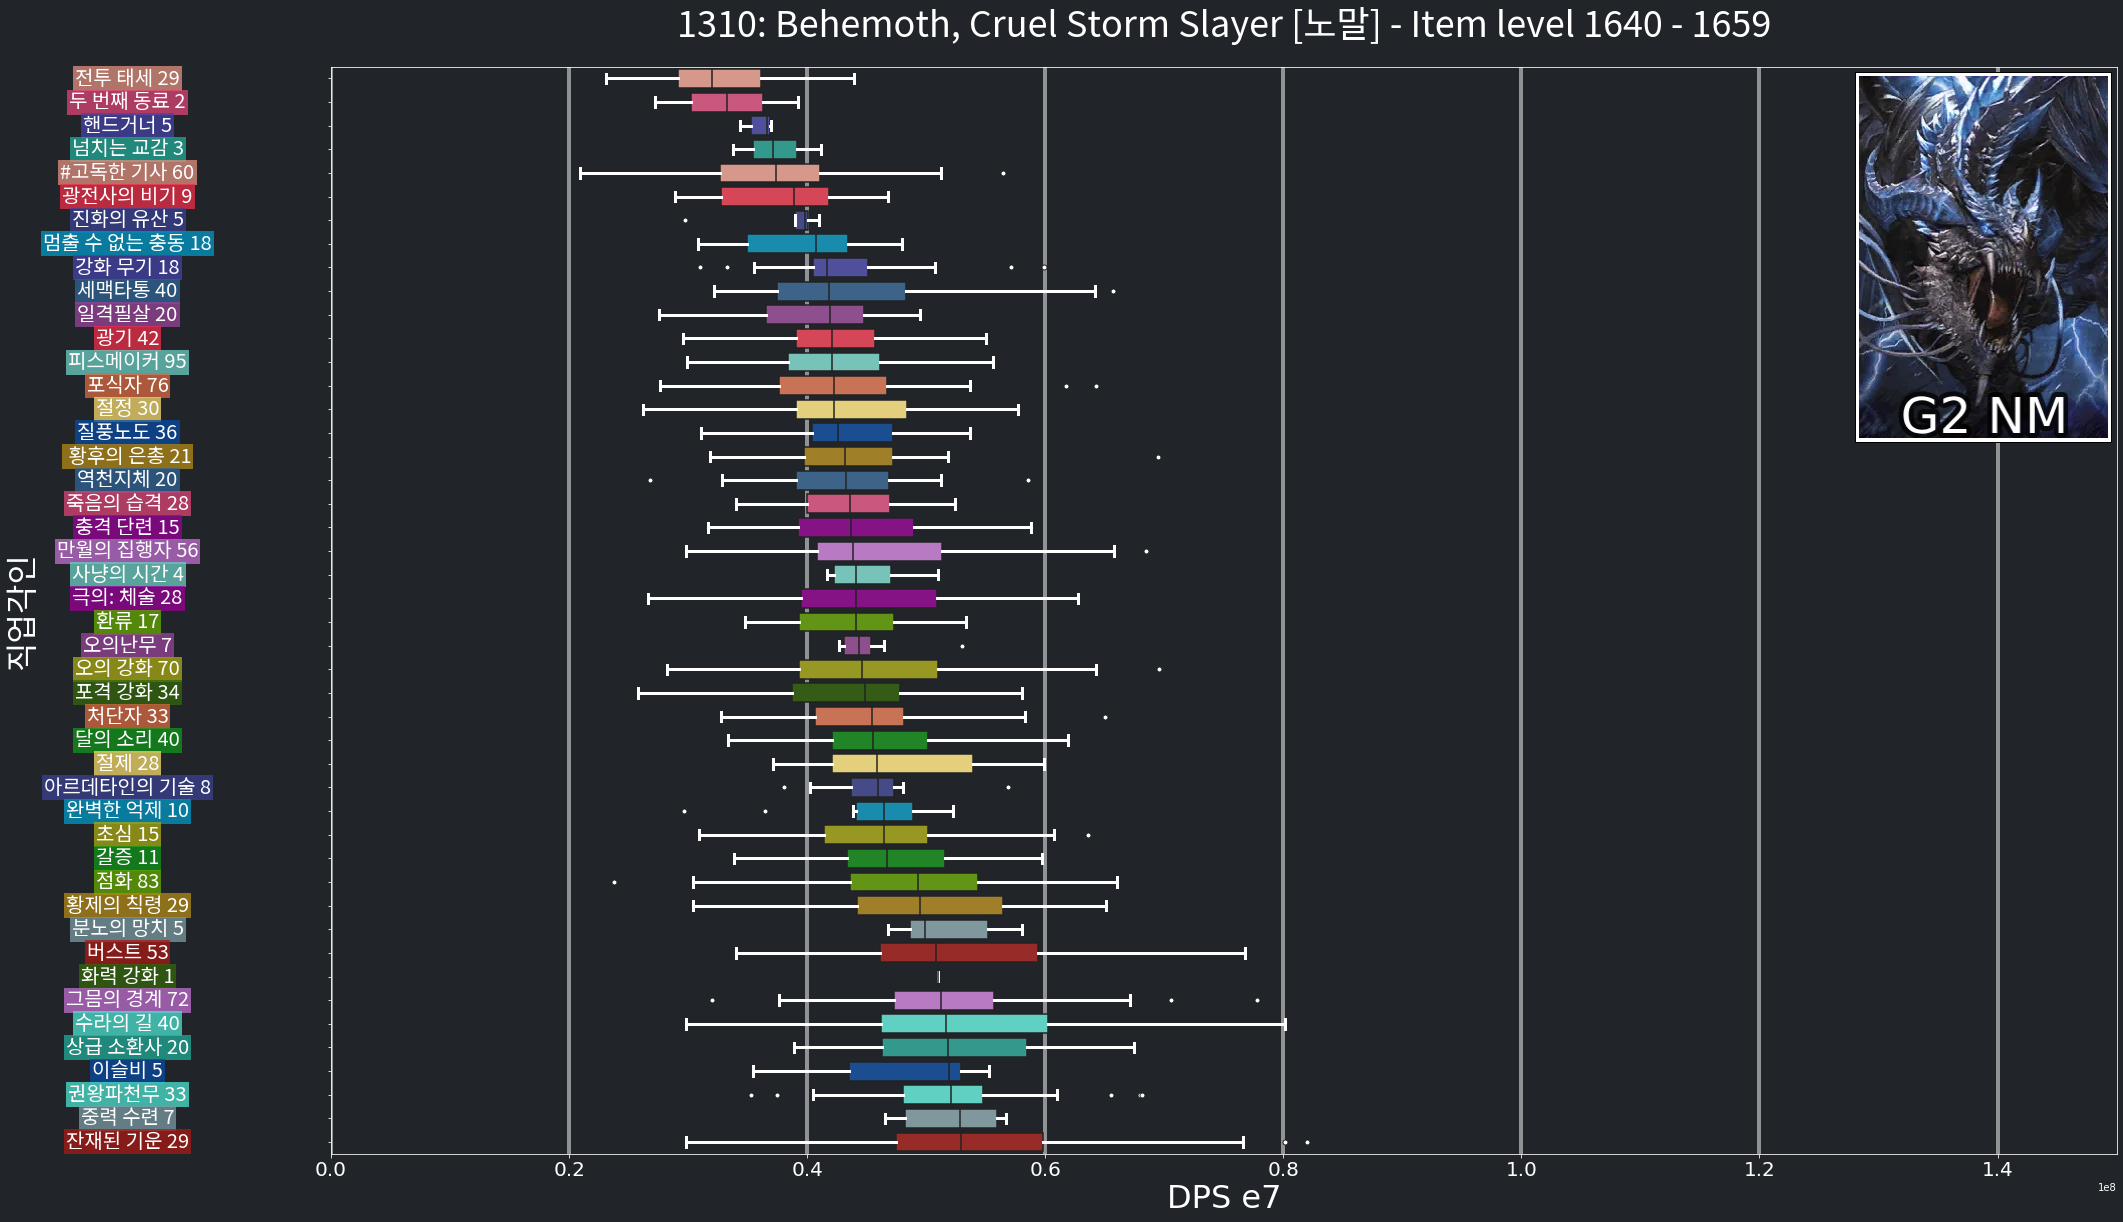 1310: Behemoth, Cruel Storm Slayer [노말] - Item level 1640 - 1659
전투 태세 29
두 번째 동료 2
핸드거너 5
넘치는 교감 3
#고독한 기사 60
광전사의 비기 9
진화의 유산 5
멈출 수 없는 충동 18
강화 무기 18
세맥타통 40
일격필살 20
광기 42
피스메이커 95
포식자 76
절정 30
질풍노도 36
황후의 은총 21
역천지체 20
죽음의 습격 28
충격 단련 15
만월의 집행자 56
사냥의 시간 4
극의: 체술 28
환류 17
오의난무 7
오의 강화 70
포격 강화 34
처단자 33
달의 소리 40
절제 28
아르데타인의 기술 8
완벽한 억제 10
초심 15
갈증 11
점화 83
황제의 칙령 29
분노의 망치 5
버스트 53
화력 강화 1
그믐의 경계 72
수라의 길 40
상급 소환사 20
이슬비 5
권왕파천무 33
중력 수련 7
잔재된 기운 29
직업각인
G2 NM
0.0 0.2 0.4 0.6 0.8 1.0 1.2 1.4
1e8
DPS e7